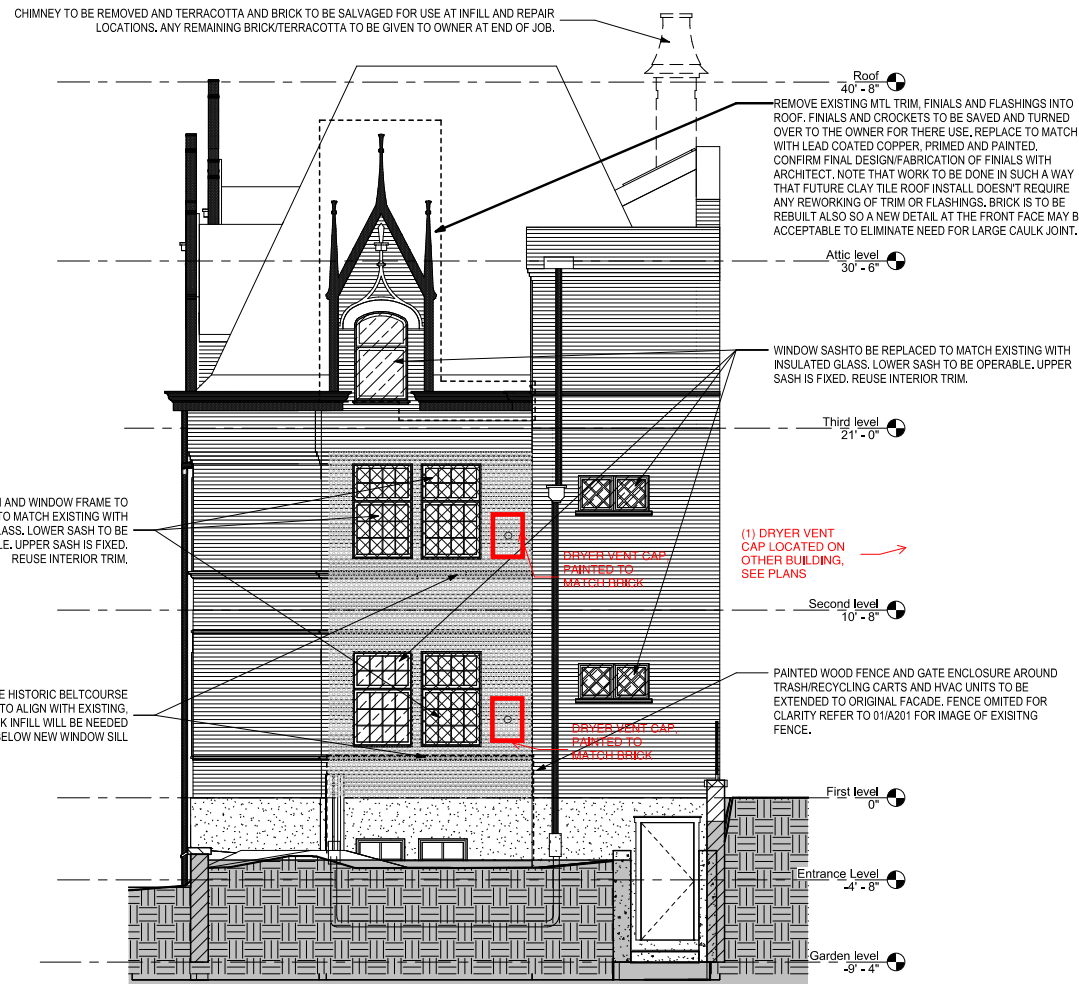 CHIMNEY TO BE REMOVED AND TERRACOTTA AND BRICK TO BE SALVAGED FOR USE AT INFILL AND REPAIR
LOCATIONS. ANY REMAINING BRICK/TERRACOTTA TO BE GIVEN TO OWNER AT END OF JOB.
Roof
40' - 8"
REMOVE EXISTING MTL TRIM, FINIALS AND FLASHINGS INTO
ROOF. FINIALS AND CROCKETS TO BE SAVED AND TURNED
OVER TO THE OWNER FOR THERE USE. REPLACE TO MATCH
WITH LEAD COATED COPPER, PRIMED AND PAINTED.
CONFIRM FINAL DESIGN/FABRICATION OF FINIALS WITH
ARCHITECT. NOTE THAT WORK TO BE DONE IN SUCH A WAY
THAT FUTURE CLAY TILE ROOF INSTALL DOESN'T REQUIRE
ANY REWORKING OF TRIM OR FLASHINGS. BRICK IS TO BE
REBUILT ALSO SO A NEW DETAIL AT THE FRONT FACE MAY B
ACCEPTABLE TO ELIMINATE NEED FOR LARGE CAULK JOINT.
Attic level
30' - 6"
WINDOW SASHTO BE REPLACED TO MATCH EXISTING WITH
INSULATED GLASS. LOWER SASH TO BE OPERABLE. UPPER
SASH IS FIXED. REUSE INTERIOR TRIM.
Third level
21' - 0"
AND WINDOW FRAME TO
TO MATCH EXISTING WITH
ASS. LOWER SASH TO BE
LE. UPPER SASH IS FIXED.
REUSE INTERIOR TRIM.
DRYER VENT CAP
PAINTED TO
MATCH BRICK
(1) DRYER VENT
CAP LOCATED ON
OTHER BUILDING,
SEE PLANS
Second level
10' - 8"
E HISTORIC BELTCOURSE
TO ALIGN WITH EXISTING,
K INFILL WILL BE NEEDED
BELOW NEW WINDOW SILL
DRYER VENT CAP,
PAINTED TO
MATCH BRICK
PAINTED WOOD FENCE AND GATE ENCLOSURE AROUND
TRASH/RECYCLING CARTS AND HVAC UNITS TO BE
EXTENDED TO ORIGINAL FACADE. FENCE OMITED FOR
CLARITY REFER TO 01/A201 FOR IMAGE OF EXISITNG
FENCE.
First level
0"
Entrance Level
-4' - 8"
Garden level
-9' - 4"